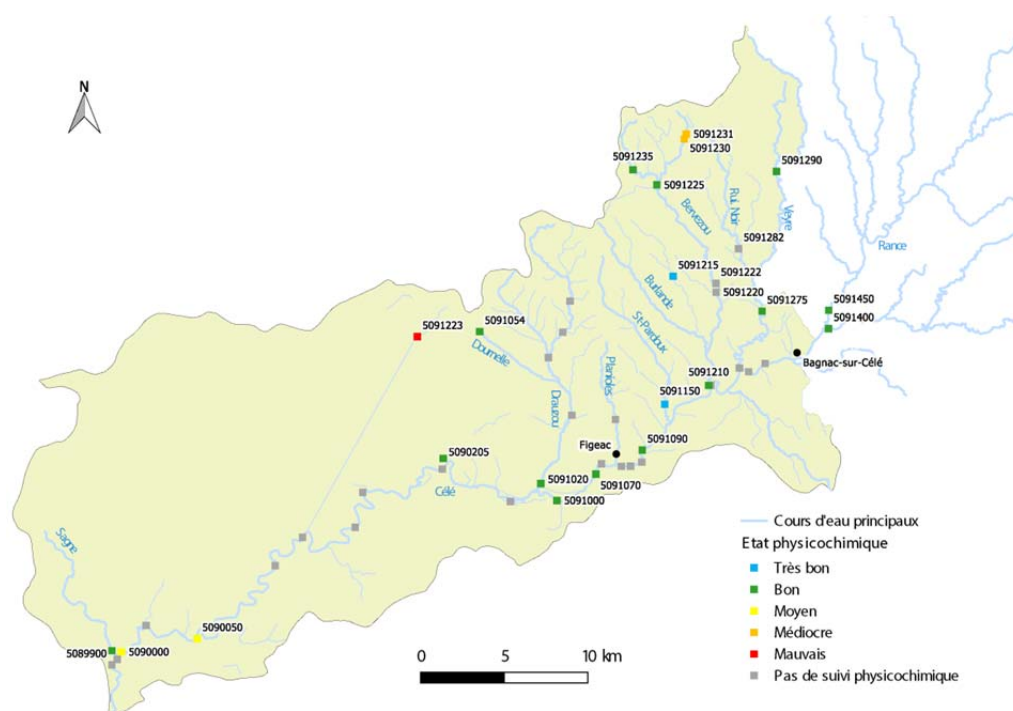 N
5091231
5091230
5091235
5091225
5091290
Bervezou
Rui. Noir
Veyre
Rance
5091282
5091215
5091222
5091220
Burlande
5091275
5091450
5091400
5091223
5091054
Dournelle
St-Pardoux
Bagnac-sur-Célé
Planioles
5091210
5091150
Drauzou
Figeac
5091090
5090205
Célé
5091020
5091070
5091000
Sagne
5090050
5089900
5090000
Cours d'eau principaux
Etat physicochimique
Très bon
Bon
Moyen
Médiocre
Mauvais
Pas de suivi physicochimique
0 5 10 km